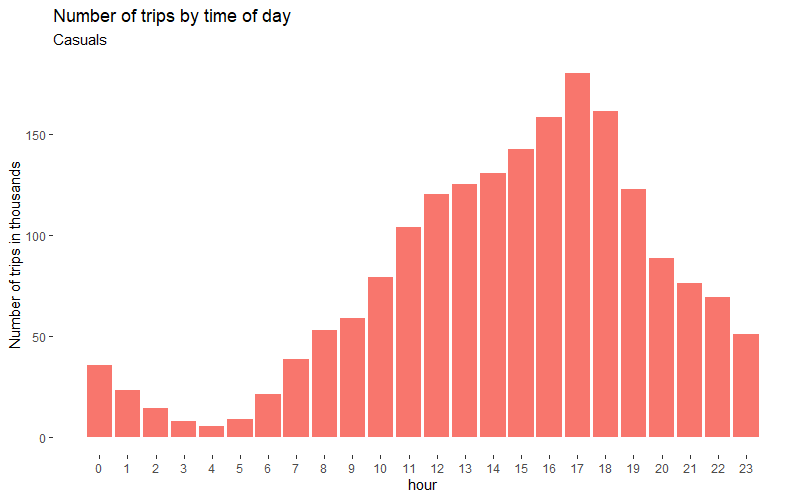 Number of trips by time of day
Casuals
Number of trips in thousands
150
100
50
0
0 1 2 3 4 5 6 7 8 9 10 11 12 13 14 15 16 17 18 19 20 21 22 23
hour